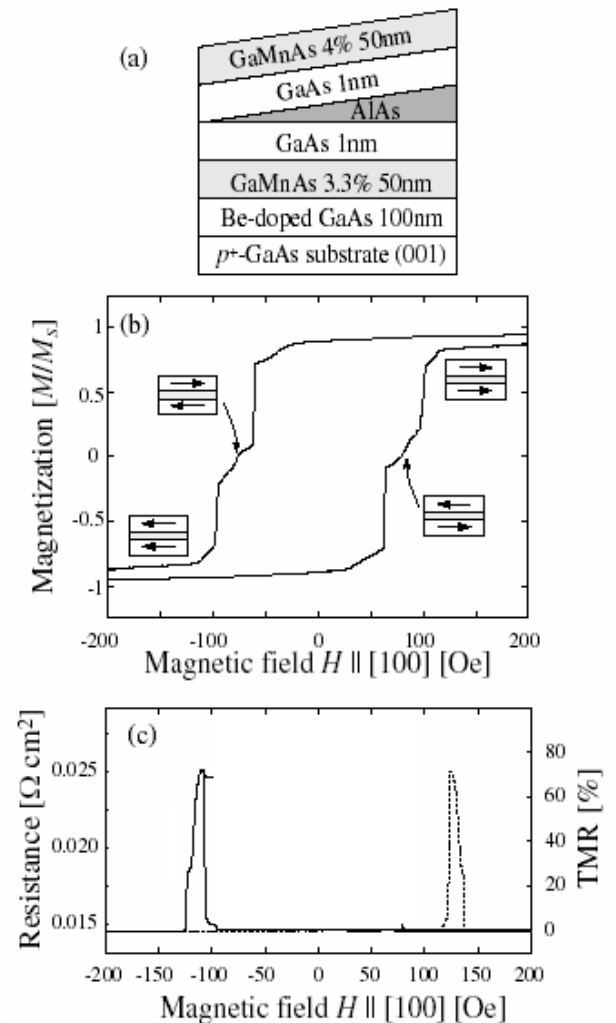 (a)
GaMnAs 4% 50nm
GaAs 1nm
AlAs
GaAs 1nm
GaMnAs 3.3% 50nm
Be-doped GaAs 100nm
p+-GaAs substrate (001)
(b)
Magnetization [M/Ms]
1
0.5
0
-0.5
-1
-200 -100 0 100 200
Magnetic field H || [100] [Oe]
(c)
Resistance [Ω cm²]
0.025
0.020
0.015
TMR [%]
80
60
40
20
0
-200 -100 -50 0 50 100 150 200
Magnetic field H || [100] [Oe]